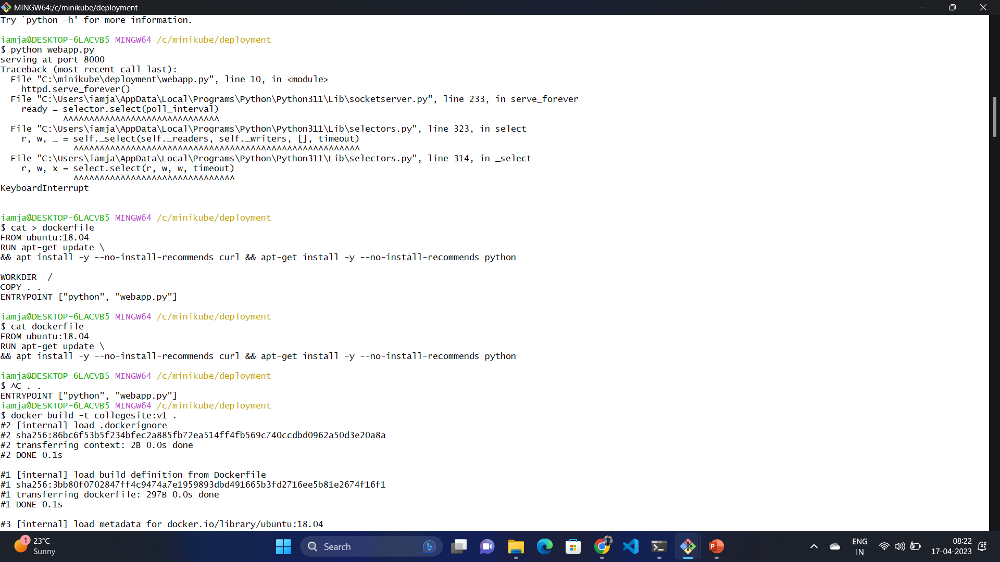 MINGW64:/c/minikube/deployment
Try `python -h' for more information.
iamja@DESKTOP-6LACVB5 MINGW64 /c/minikube/deployment
$ python webapp.py
serving at port 8000
Traceback (most recent call last):
  File "C:\minikube\deployment\webapp.py", line 10, in <module>
    httpd.serve_forever()
  File "C:\Users\iamja\AppData\Local\Programs\Python\Python311\Lib\socketserver.py", line 233, in serve_forever
    ready = selector.select(poll_interval)
            ^^^^^^^^^^^^^^^^^^^^^^^^^^^^^^
  File "C:\Users\iamja\AppData\Local\Programs\Python\Python311\Lib\selectors.py", line 323, in select
    r, w, _ = self._select(self._readers, self._writers, [], timeout)
              ^^^^^^^^^^^^^^^^^^^^^^^^^^^^^^^^^^^^^^^^^^^^^^^^^^^^^^^
  File "C:\Users\iamja\AppData\Local\Programs\Python\Python311\Lib\selectors.py", line 314, in _select
    r, w, x = select.select(r, w, w, timeout)
              ^^^^^^^^^^^^^^^^^^^^^^^^^^^^^^^
KeyboardInterrupt
iamja@DESKTOP-6LACVB5 MINGW64 /c/minikube/deployment
$ cat > dockerfile
FROM ubuntu:18.04
RUN apt-get update \
&& apt install -y --no-install-recommends curl && apt-get install -y --no-install-recommends python
WORKDIR  /
COPY . .
ENTRYPOINT ["python", "webapp.py"]
iamja@DESKTOP-6LACVB5 MINGW64 /c/minikube/deployment
$ cat dockerfile
FROM ubuntu:18.04
RUN apt-get update \
&& apt install -y --no-install-recommends curl && apt-get install -y --no-install-recommends python
iamja@DESKTOP-6LACVB5 MINGW64 /c/minikube/deployment
$ ^C . .
ENTRYPOINT ["python", "webapp.py"]
iamja@DESKTOP-6LACVB5 MINGW64 /c/minikube/deployment
$ docker build -t collegesite:v1 .
#2 [internal] load .dockerignore
#2 sha256:86bc6f53b5f234bfec2a885fb72ea514ff4fb569c740ccdbd0962a50d3e20a8a
#2 transferring context: 2B 0.0s done
#2 DONE 0.1s
#1 [internal] load build definition from Dockerfile
#1 sha256:3bb80f0702847ff4c9474a7e1959893dbd491665b3fd2716ee5b81e2674f16f1
#1 transferring dockerfile: 297B 0.0s done
#1 DONE 0.1s
#3 [internal] load metadata for docker.io/library/ubuntu:18.04
1
23°C
Sunny
Search
P
ENG
IN
08:22
17-04-2023